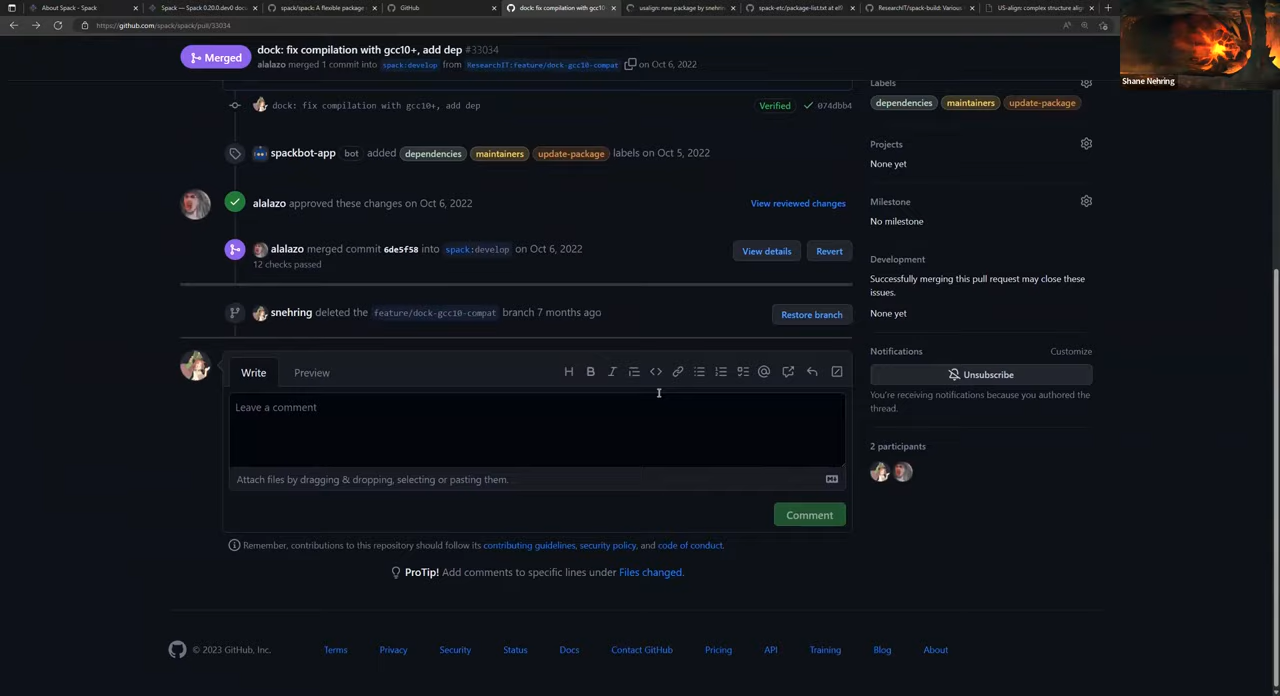 About Spack - Spack
Spack — Spack 0.20.0.dev0 docu
spack/spack: A flexible package
GitHub
dock: fix compilation with gcc10
usalign: new package by snehrin
spack-etc/package-list.txt at
ResearchIT/spack-build: Various
US-align: complex structure alig
https://github.com/spack/spack/pull/33034
Shane Nehring
Merged
dock: fix compilation with gcc10+, add dep #33034
alalazo merged 1 commit into spack:develop from ResearchIT:feature/dock-gcc10-compat on Oct 6, 2022
dock: fix compilation with gcc10+, add dep
Verified
074dbb4
spackbot-app bot added dependencies maintainers update-package labels on Oct 5, 2022
alalazo approved these changes on Oct 6, 2022
View reviewed changes
alalazo merged commit 6de5f58 into spack:develop on Oct 6, 2022
12 checks passed
View details
Revert
snehring deleted the feature/dock-gcc10-compat branch 7 months ago
Restore branch
Write
Preview
Leave a comment
Attach files by dragging & dropping, selecting or pasting them.
Comment
Remember, contributions to this repository should follow its contributing guidelines, security policy, and code of conduct.
ProTip! Add comments to specific lines under Files changed.
Labels
dependencies maintainers update-package
Projects
None yet
Milestone
No milestone
Development
Successfully merging this pull request may close these
issues.
None yet
Notifications
Customize
Unsubscribe
You're receiving notifications because you authored the
thread.
2 participants
© 2023 GitHub, Inc.
Terms
Privacy
Security
Status
Docs
Contact GitHub
Pricing
API
Training
Blog
About